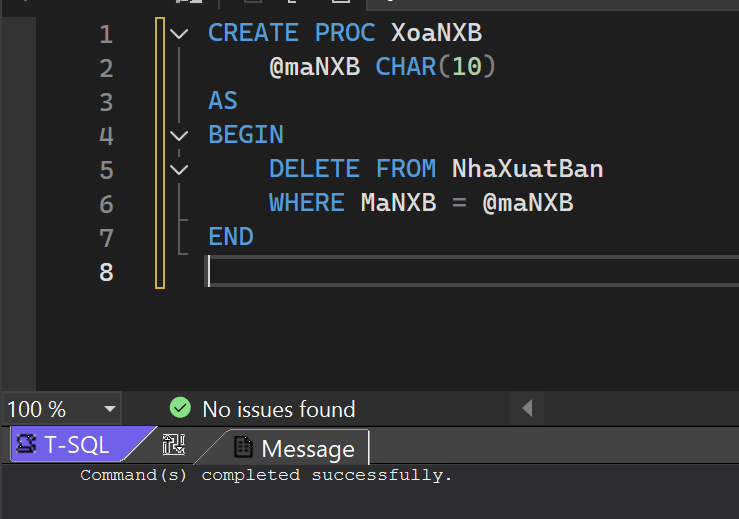 1 CREATE PROC XoaNXB
2 @maNXB CHAR(10)
3 AS
4 BEGIN
5 DELETE FROM NhaXuatBan
6 WHERE MaNXB = @maNXB
7 END
8
100 % No issues found
T-SQL Message
Command(s) completed successfully.